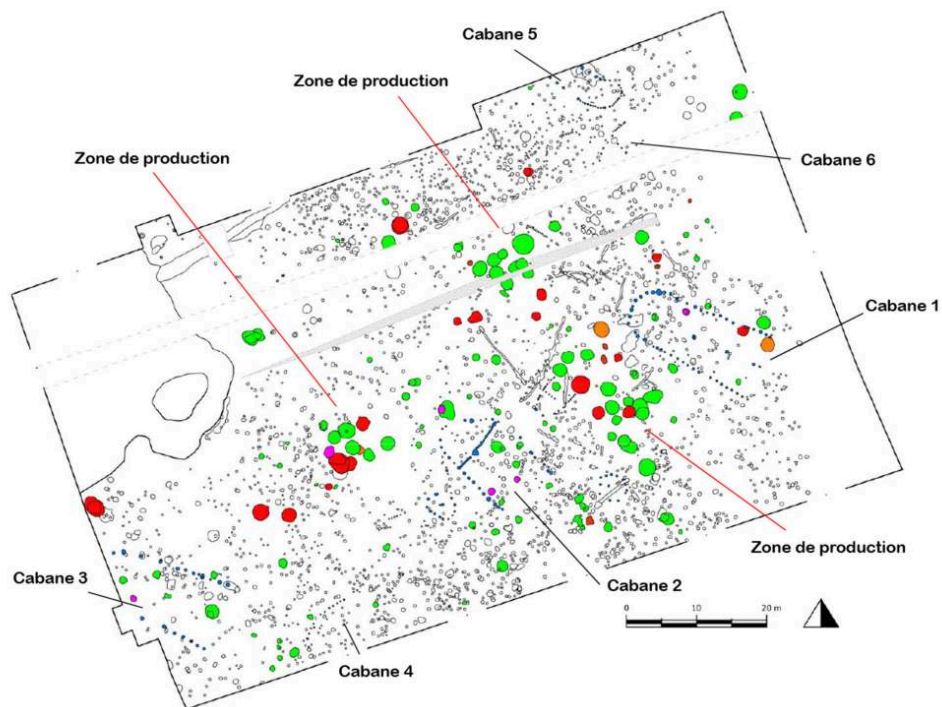 Cabane 5
Zone de production
Zone de production
Cabane 6
Cabane 1
Zone de production
Cabane 3
Cabane 2
0 10 20 m
Cabane 4